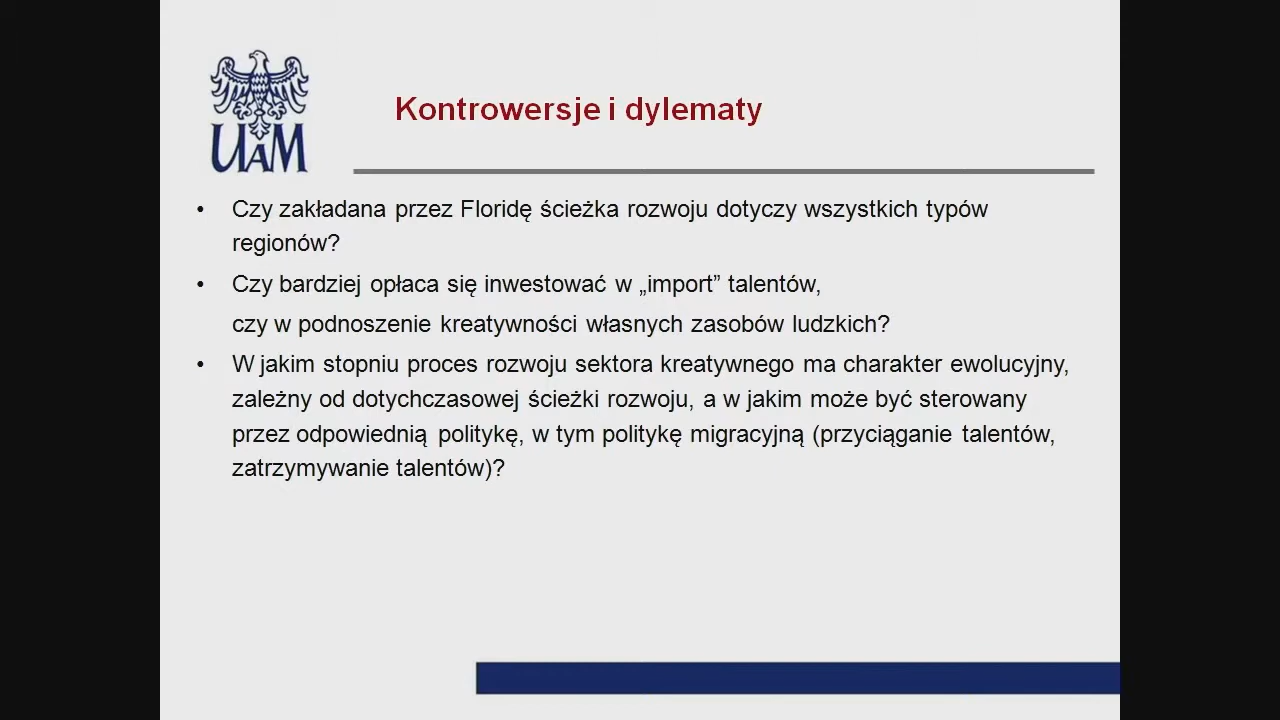 UAM
Kontrowersje i dylematy
• Czy zakładana przez Floridę ścieżka rozwoju dotyczy wszystkich typów
regionów?
• Czy bardziej opłaca się inwestować w „import” talentów,
czy w podnoszenie kreatywności własnych zasobów ludzkich?
• W jakim stopniu proces rozwoju sektora kreatywnego ma charakter ewolucyjny,
zależny od dotychczasowej ścieżki rozwoju, a w jakim może być sterowany
przez odpowiednią politykę, w tym politykę migracyjną (przyciąganie talentów,
zatrzymywanie talentów)?